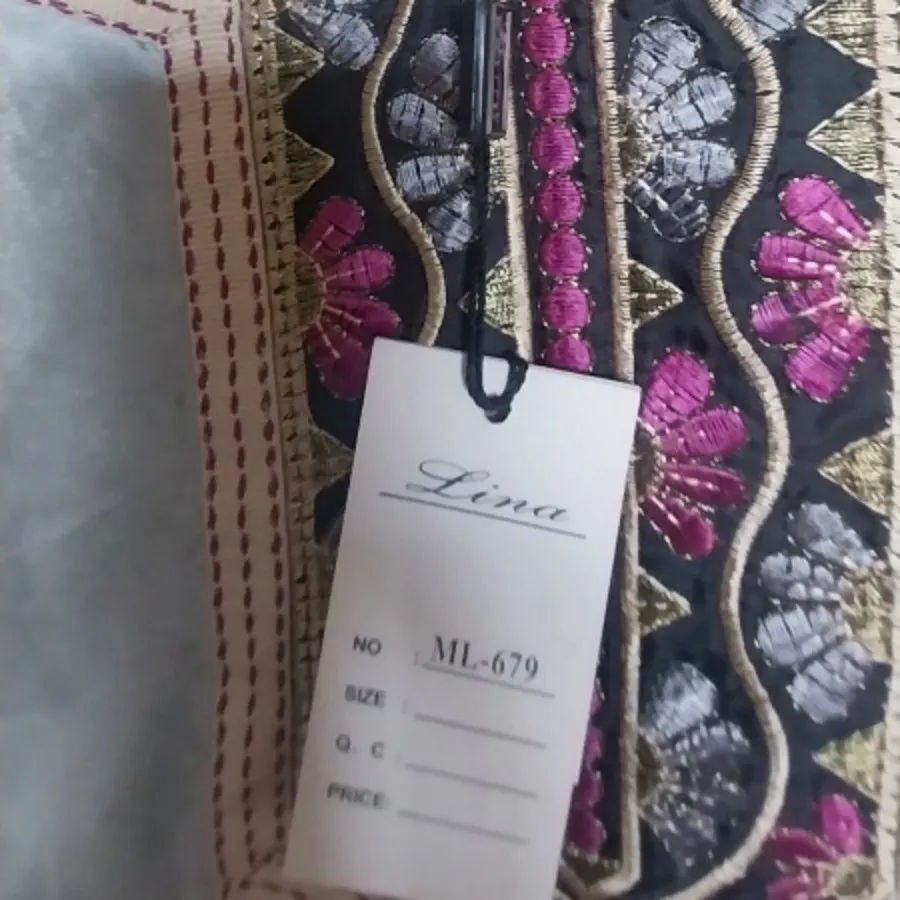 Lina
NO : ML-679
SIZE :
Q. C :
PRICE: